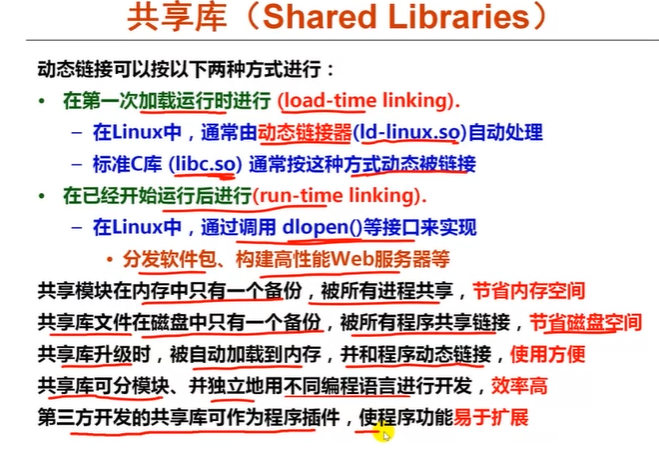 共享库（Shared Libraries）
动态链接可以按以下两种方式进行：
• 在第一次加载运行时进行 (load-time linking).
– 在Linux中，通常由动态链接器(ld-linux.so)自动处理
– 标准C库 (libc.so) 通常按这种方式动态被链接
• 在已经开始运行后进行(run-time linking).
– 在Linux中，通过调用 dlopen()等接口来实现
• 分发软件包、构建高性能Web服务器等
共享模块在内存中只有一个备份，被所有进程共享，节省内存空间
共享库文件在磁盘中只有一个备份，被所有程序共享链接，节省磁盘空间
共享库升级时，被自动加载到内存，并和程序动态链接，使用方便
共享库可分模块、并独立地用不同编程语言进行开发，效率高
第三方开发的共享库可作为程序插件，使程序功能易于扩展